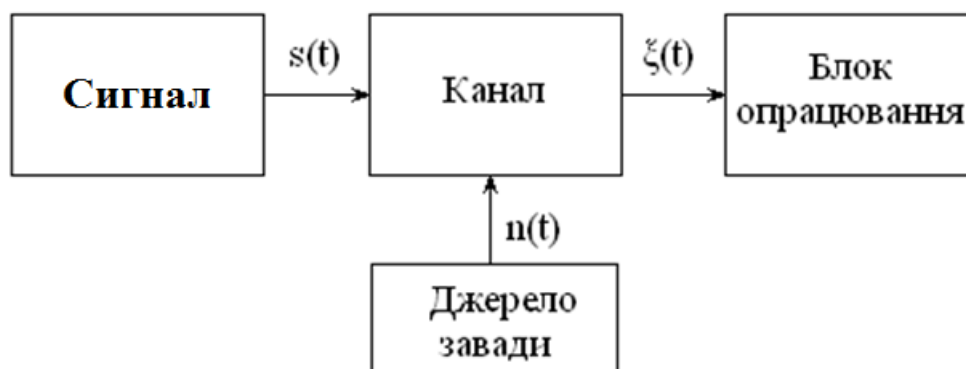 Сигнал
s(t)
Канал
ξ(t)
Блок
опрацювання
n(t)
Джерело
завади